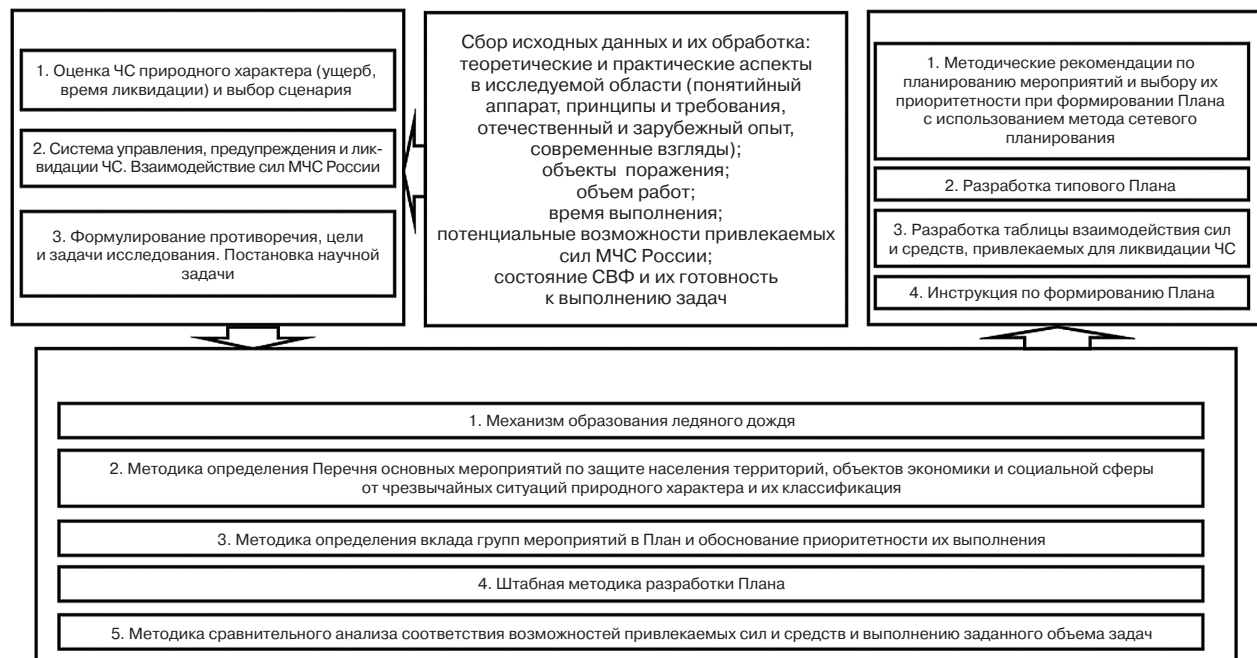 1. Оценка ЧС природного характера (ущерб,
время ликвидации) и выбор сценария
2. Система управления, предупреждения и лик-
видации ЧС. Взаимодействие сил МЧС России
3. Формулирование противоречия, цели
и задачи исследования. Постановка научной
задачи
Сбор исходных данных и их обработка:
теоретические и практические аспекты
в исследуемой области (понятийный
аппарат, принципы и требования,
отечественный и зарубежный опыт,
современные взгляды);
объекты поражения;
объем работ;
время выполнения;
потенциальные возможности привлекаемых
сил МЧС России;
состояние СВФ и их готовность
к выполнению задач
1. Методические рекомендации по
планированию мероприятий и выбору их
приоритетности при формировании Плана
с использованием метода сетевого
планирования
2. Разработка типового Плана
3. Разработка таблицы взаимодействия сил
и средств, привлекаемых для ликвидации ЧС
4. Инструкция по формированию Плана
1. Механизм образования ледяного дождя
2. Методика определения Перечня основных мероприятий по защите населения территорий, объектов экономики и социальной сферы
от чрезвычайных ситуаций природного характера и их классификация
3. Методика определения вклада групп мероприятий в План и обоснование приоритетности их выполнения
4. Штабная методика разработки Плана
5. Методика сравнительного анализа соответствия возможностей привлекаемых сил и средств и выполнению заданного объема задач